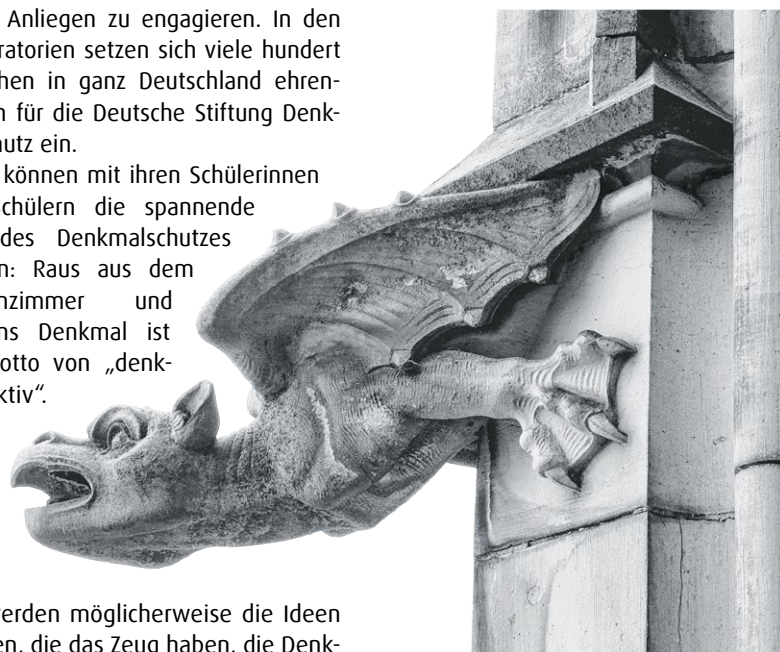 Anliegen zu engagieren. In den
ratorien setzen sich viele hundert
hen in ganz Deutschland ehren-
n für die Deutsche Stiftung Denk-
hutz ein.
können mit ihren Schülerinnen
chülern die spannende
des Denkmalschutzes
n: Raus aus dem
nzimmer und
ns Denkmal ist
otto von „denk-
ktiv“.
verden möglicherweise die Ideen
en, die das Zeug haben, die Denk-